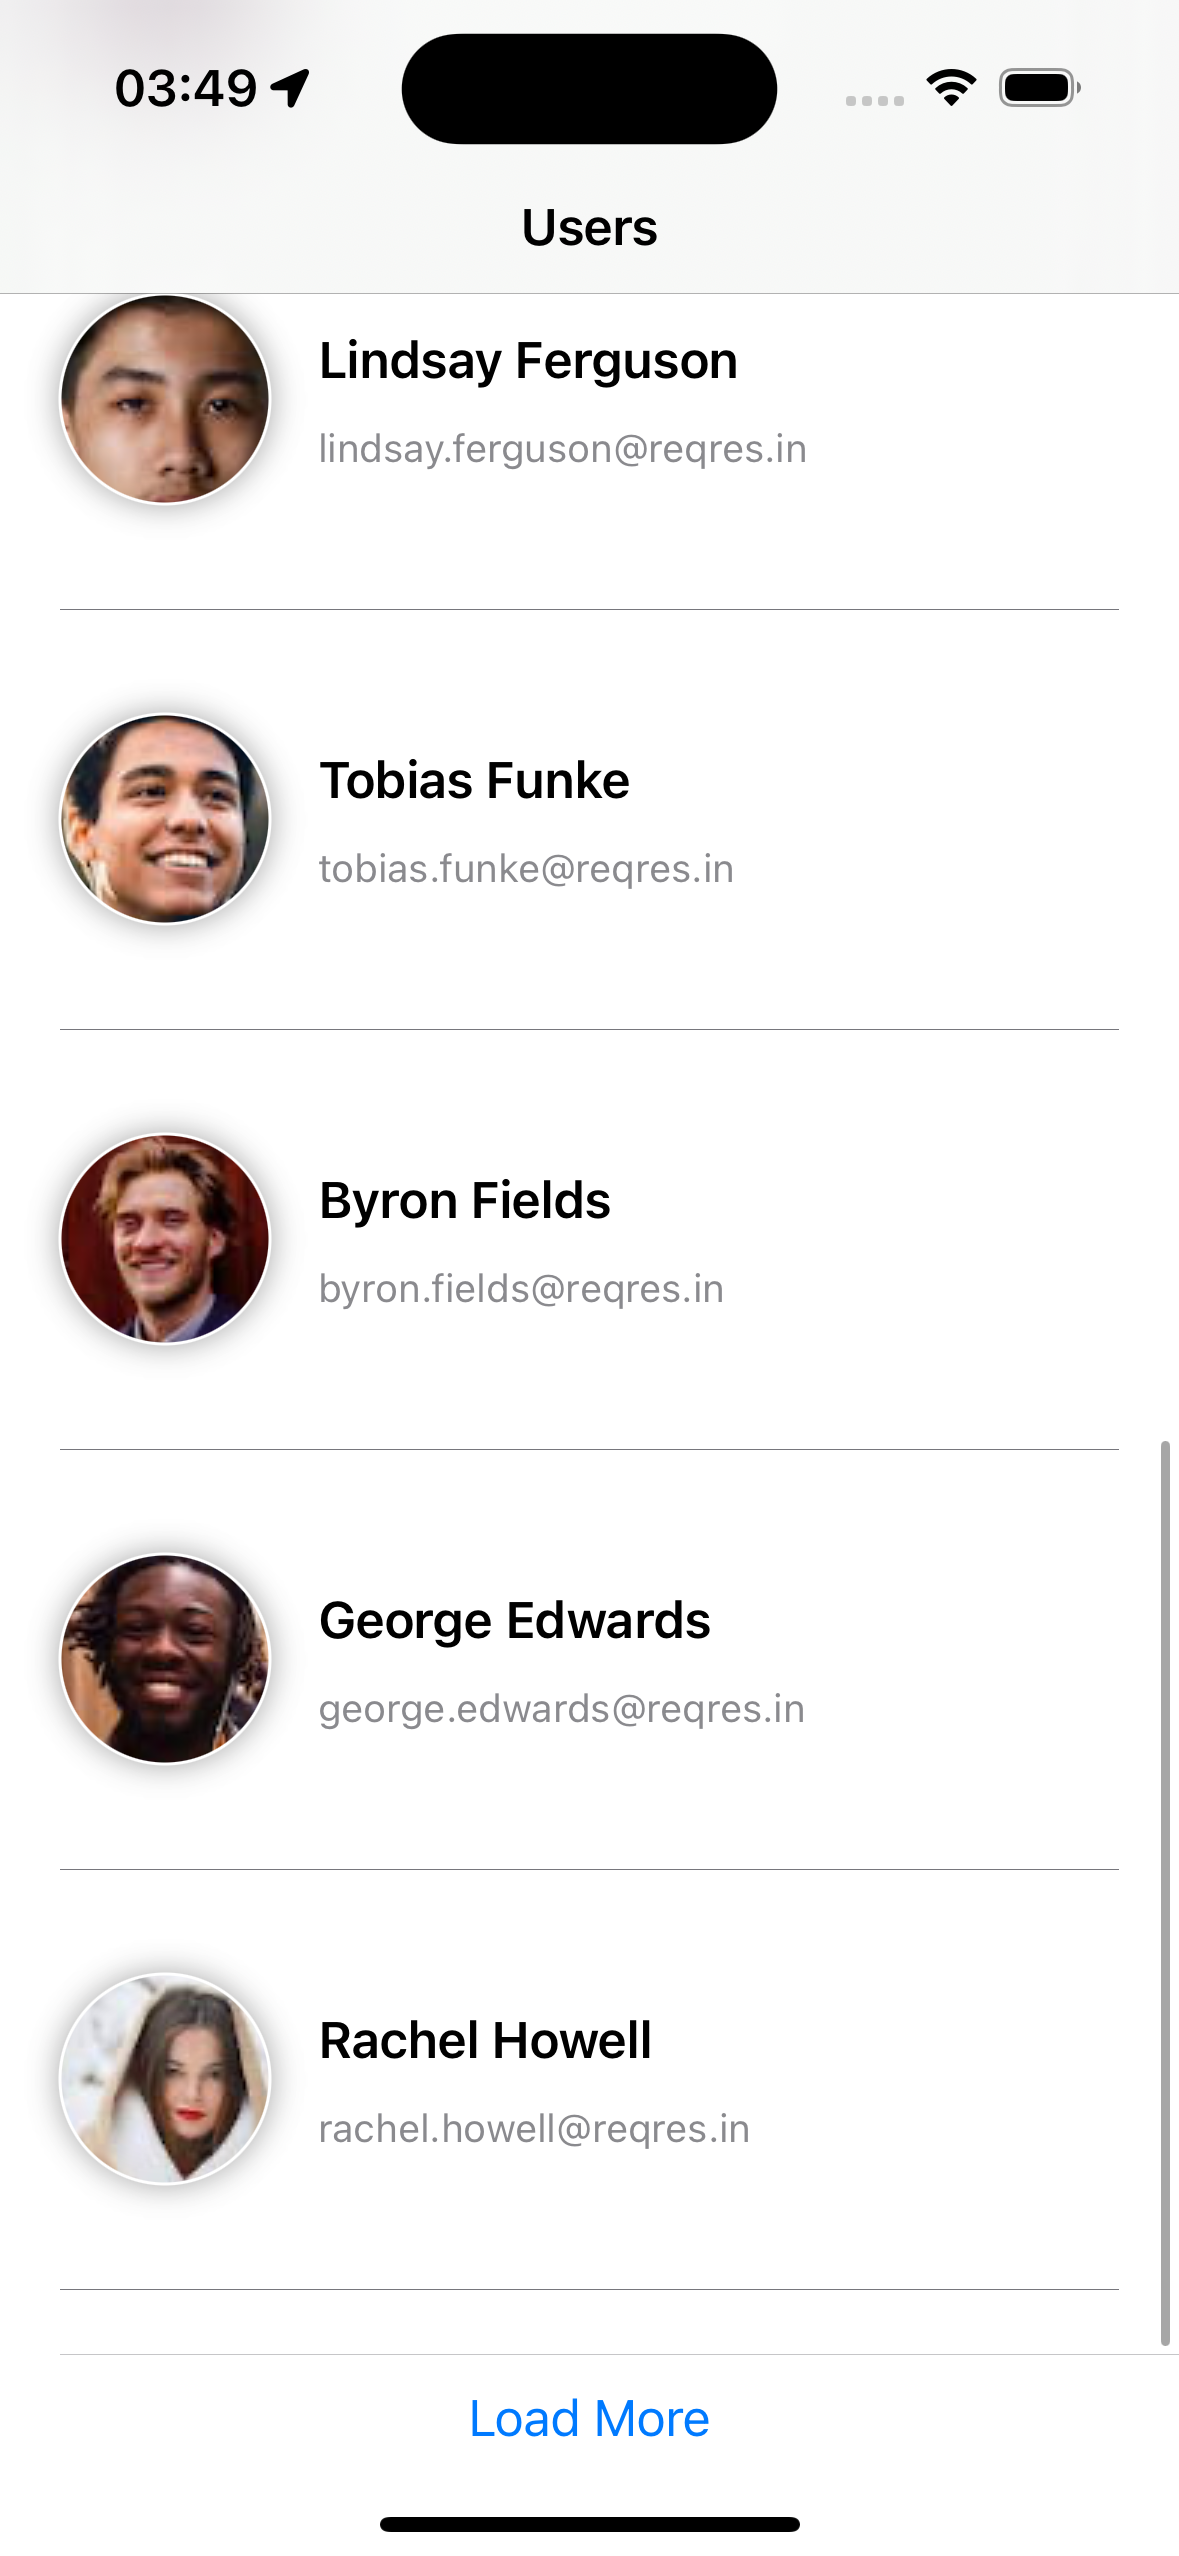 03:49
Users
Lindsay Ferguson
lindsay.ferguson@reqres.in
Tobias Funke
tobias.funke@reqres.in
Byron Fields
byron.fields@reqres.in
George Edwards
george.edwards@reqres.in
Rachel Howell
rachel.howell@reqres.in
Load More